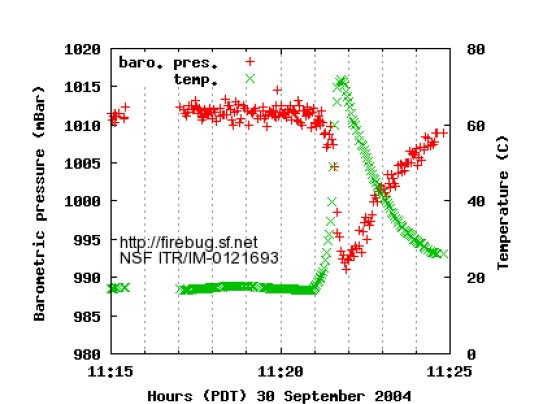 1020
1015
1010
1005
1000
995
990
985
980
80
60
40
20
0
baro. pres.
temp.
http://firebug.sf.net
NSF ITR/IM-0121693
Barometric pressure (mBar)
Temperature (C)
11:15 11:20 11:25
Hours (PDT) 30 September 2004